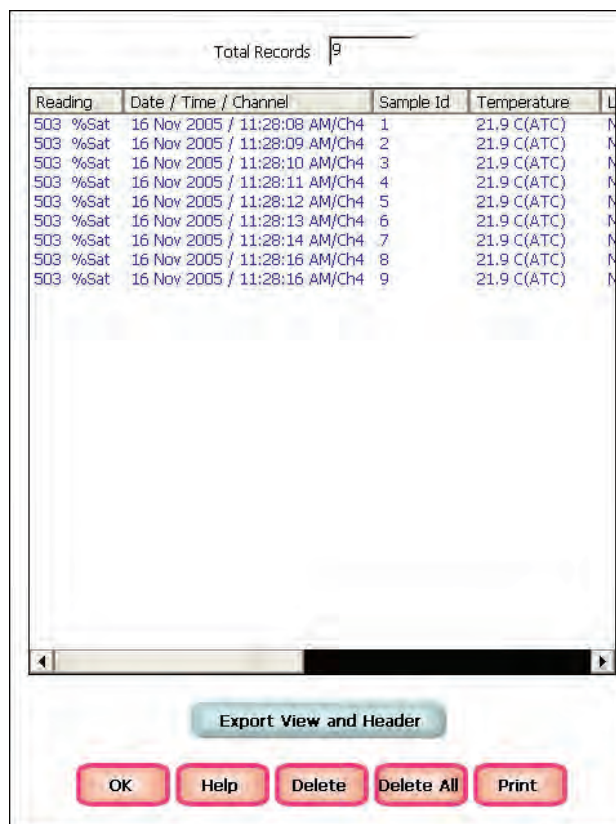 Total Records 9
Reading Date / Time / Channel Sample Id Temperature
503 %Sat 16 Nov 2005 / 11:28:08 AM/Ch4 1 21.9 C(ATC)
503 %Sat 16 Nov 2005 / 11:28:09 AM/Ch4 2 21.9 C(ATC)
503 %Sat 16 Nov 2005 / 11:28:10 AM/Ch4 3 21.9 C(ATC)
503 %Sat 16 Nov 2005 / 11:28:11 AM/Ch4 4 21.9 C(ATC)
503 %Sat 16 Nov 2005 / 11:28:12 AM/Ch4 5 21.9 C(ATC)
503 %Sat 16 Nov 2005 / 11:28:13 AM/Ch4 6 21.9 C(ATC)
503 %Sat 16 Nov 2005 / 11:28:14 AM/Ch4 7 21.9 C(ATC)
503 %Sat 16 Nov 2005 / 11:28:16 AM/Ch4 8 21.9 C(ATC)
503 %Sat 16 Nov 2005 / 11:28:16 AM/Ch4 9 21.9 C(ATC)
Export View and Header
OK Help Delete Delete All Print